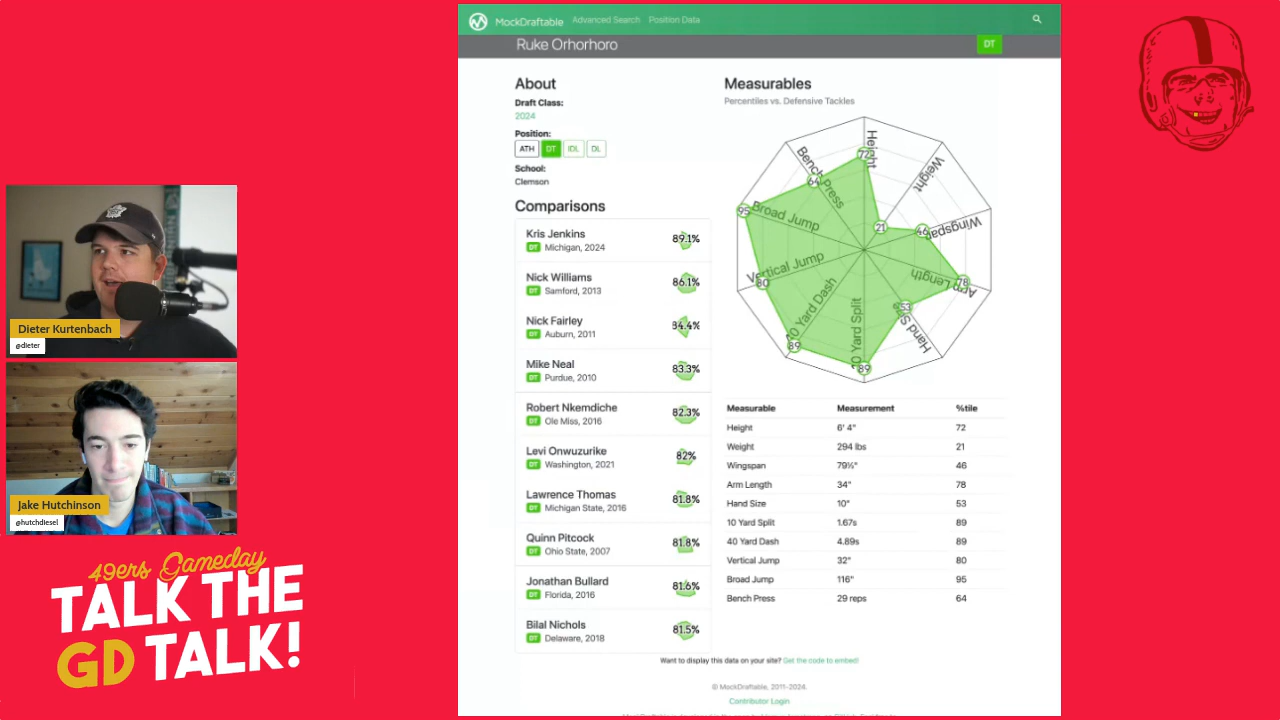 MockDraftable Advanced Search Position Data
Ruke Orhorhoro DT
About
Draft Class:
2024
Position:
ATH DT IDL DL
School:
Clemson
Comparisons
Kris Jenkins
DT Michigan, 2024
89.1%
Nick Williams
DT Samford, 2013
86.1%
Nick Fairley
DT Auburn, 2011
84.4%
Mike Neal
DT Purdue, 2010
83.3%
Robert Nkemdiche
DT Ole Miss, 2016
82.3%
Levi Onwuzurike
DT Washington, 2021
82%
Lawrence Thomas
DT Michigan State, 2016
81.8%
Quinn Pitcock
DT Ohio State, 2007
81.8%
Jonathan Bullard
DT Florida, 2016
81.6%
Bilal Nichols
DT Delaware, 2018
81.5%
Measurables
Percentiles vs. Defensive Tackles
Height
72
Weight
21
Wingspan
46
Arm Length
78
Hand S
53
0 Yard Split
89
0 Yard Dash
89
Vertical Jump
80
Broad Jump
95
Bench Press
64
Measurable Measurement %tile
Height 6' 4" 72
Weight 294 lbs 21
Wingspan 79½" 46
Arm Length 34" 78
Hand Size 10" 53
10 Yard Split 1.67s 89
40 Yard Dash 4.89s 89
Vertical Jump 32" 80
Broad Jump 116" 95
Bench Press 29 reps 64
Want to display this data on your site? Get the code to embed!
© MockDraftable, 2011-2024.
Contributor Login
Dieter Kurtenbach
@dieter
Jake Hutchinson
@hutchdiesel
49ers Gameday
TALK THE
GD TALK!